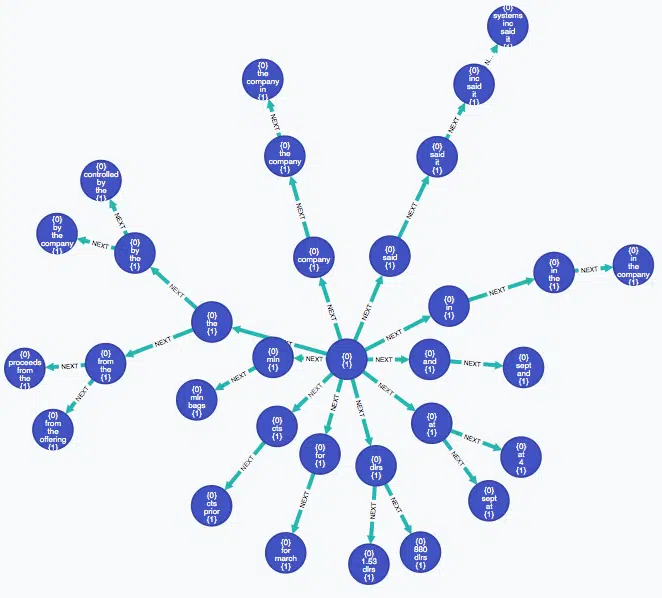 {0}
systems
inc
said
it
{1}
N...
{0}
inc
said
it
{1}
NEXT
{0}
the
company
in
{1}
NEXT
{0}
the
company
{1}
{0}
said
it
{1}
{0}
controlled
by
the
{1}
NEXT
{0}
by
the
company
{1}
NEXT
{0}
by
the
{1}
NEXT
NEXT
{0}
company
{1}
{0}
said
{1}
{0}
in
the
{1}
NEXT
{0}
in
the
company
{1}
NEXT
NEXT
{0}
in
{1}
NEXT
NEXT
NEXT
{0}
the
{1}
NEXT
NEXT
{0}
from
the
{1}
NEXT
{0}
proceeds
from
the
{1}
NEXT
{0}
from
the
offering
{1}
{0}
mln
{1}
NEXT
{0}
{1}
NEXT
{0}
and
{1}
NEXT
{0}
sept
and
{1}
NEXT
{0}
mln
bags
{1}
NEXT
NEXT
NEXT
NEXT
{0}
cts
{1}
{0}
for
{1}
{0}
dlrs
{1}
{0}
at
{1}
NEXT
{0}
at
4
{1}
NEXT
{0}
sept
at
{1}
NEXT
{0}
cts
prior
{1}
NEXT
{0}
for
march
{1}
NEXT
{0}
1.53
dlrs
{1}
NEXT
{0}
880
dlrs
{1}